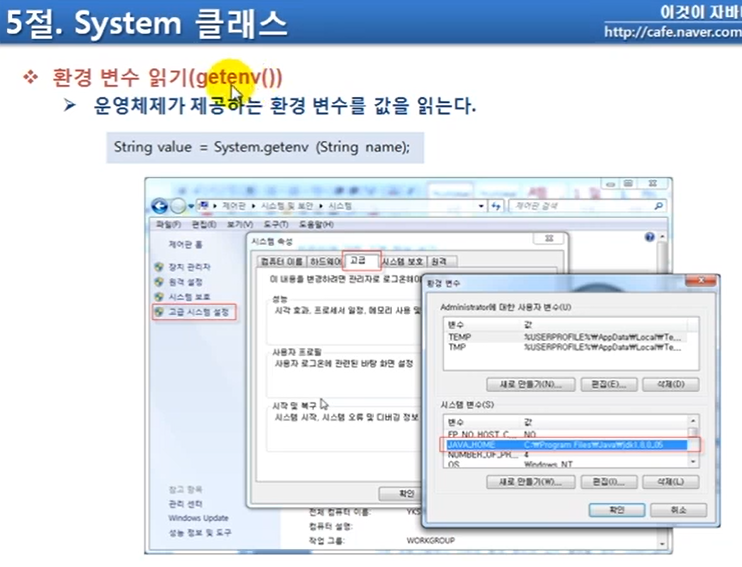 5절. System 클래스
이것이 자바
http://cafe.naver.com
❖ 환경 변수 읽기(getenv())
➢ 운영체제가 제공하는 환경 변수를 값을 읽는다.
String value = System.getenv (String name);
제어판 ▸ 시스템 및 보안 ▸ 시스템
제어판 검색
파일(F) 편집(E) 보기(V) 도구(T) 도움말(H)
제어판 홈
장치 관리자
원격 설정
시스템 보호
고급 시스템 설정
참고 항목
관리 센터
Windows Update
성능 정보 및 도구
시스템 속성
컴퓨터 이름 하드웨어 고급 시스템 보호 원격
이 내용을 변경하려면 관리자로 로그온해야
성능
시각 효과, 프로세서 일정, 메모리 사용 및
사용자 프로필
사용자 로그온에 관련된 바탕 화면 설정
시작 및 복구
시스템 시작, 시스템 오류 및 디버깅 정보
확인
전체 컴퓨터 이름: YKS
컴퓨터 설명:
작업 그룹: WORKGROUP
환경 변수
Administrator에 대한 사용자 변수(U)
변수 값
TEMP %USERPROFILE%₩AppData₩Local₩Te...
TMP %USERPROFILE%₩AppData₩Local₩Te...
새로 만들기(N)... 편집(E)... 삭제(D)
시스템 변수(S)
변수 값
FP_NO_HOST_C... NO
JAVA_HOME C:₩Program Files₩Java₩jdk1.8.0_05
NUMBER_OF_PR... 4
OS Windows_NT
새로 만들기(W)... 편집(I)... 삭제(L)
확인 취소